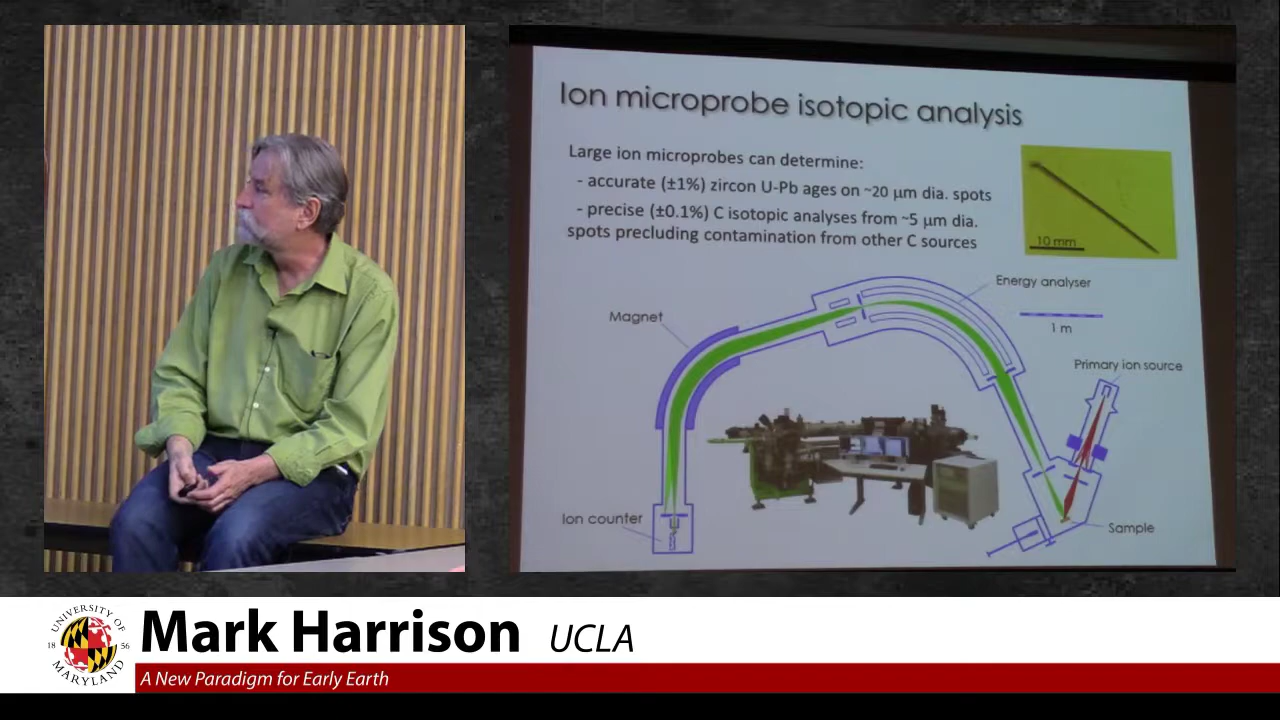 Ion microprobe isotopic analysis
Large ion microprobes can determine:
- accurate (±1%) zircon U-Pb ages on ~20 µm dia. spots
- precise (±0.1%) C isotopic analyses from ~5 µm dia.
spots precluding contamination from other C sources
10 mm
Energy analyser
1 m
Magnet
Primary ion source
Ion counter
Sample
UNIVERSITY OF
18 56
MARYLAND
Mark Harrison UCLA
A New Paradigm for Early Earth